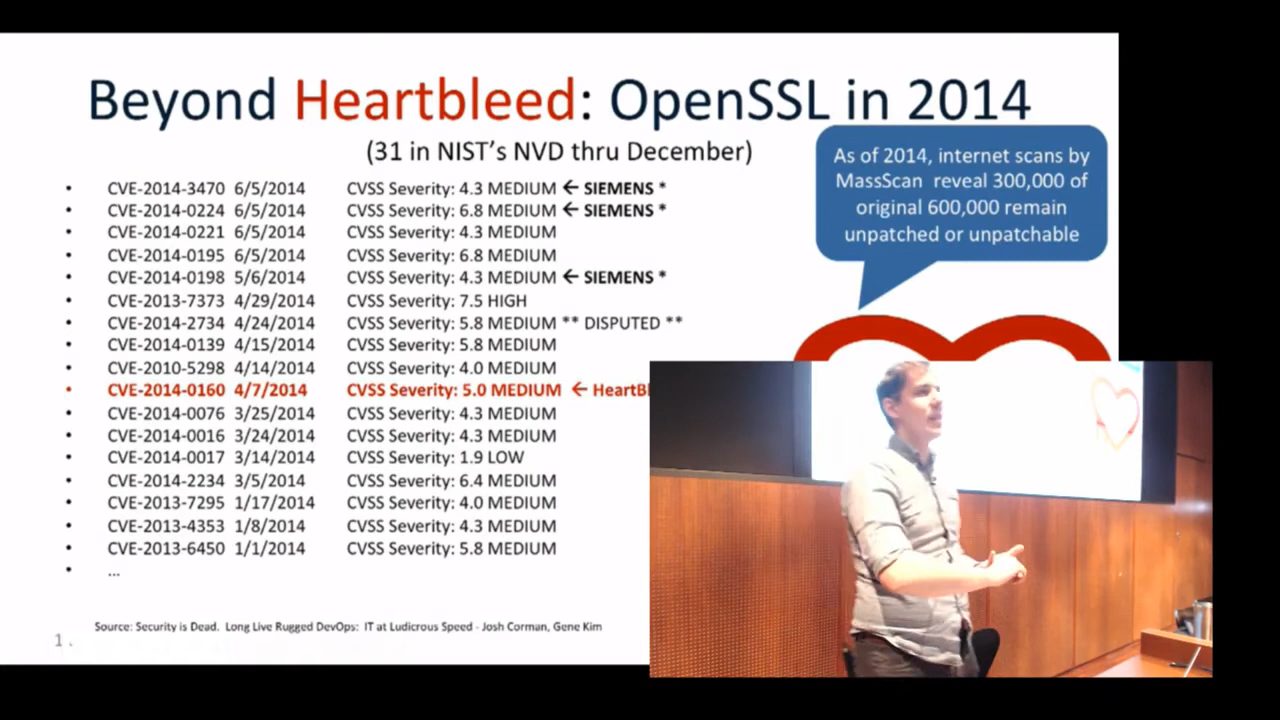 Beyond Heartbleed: OpenSSL in 2014
(31 in NIST's NVD thru December)
As of 2014, internet scans by
MassScan reveal 300,000 of
original 600,000 remain
unpatched or unpatchable
• CVE-2014-3470 6/5/2014 CVSS Severity: 4.3 MEDIUM ← SIEMENS *
• CVE-2014-0224 6/5/2014 CVSS Severity: 6.8 MEDIUM ← SIEMENS *
• CVE-2014-0221 6/5/2014 CVSS Severity: 4.3 MEDIUM
• CVE-2014-0195 6/5/2014 CVSS Severity: 6.8 MEDIUM
• CVE-2014-0198 5/6/2014 CVSS Severity: 4.3 MEDIUM ← SIEMENS *
• CVE-2013-7373 4/29/2014 CVSS Severity: 7.5 HIGH
• CVE-2014-2734 4/24/2014 CVSS Severity: 5.8 MEDIUM ** DISPUTED **
• CVE-2014-0139 4/15/2014 CVSS Severity: 5.8 MEDIUM
• CVE-2010-5298 4/14/2014 CVSS Severity: 4.0 MEDIUM
• CVE-2014-0160 4/7/2014 CVSS Severity: 5.0 MEDIUM ← HeartBl
• CVE-2014-0076 3/25/2014 CVSS Severity: 4.3 MEDIUM
• CVE-2014-0016 3/24/2014 CVSS Severity: 4.3 MEDIUM
• CVE-2014-0017 3/14/2014 CVSS Severity: 1.9 LOW
• CVE-2014-2234 3/5/2014 CVSS Severity: 6.4 MEDIUM
• CVE-2013-7295 1/17/2014 CVSS Severity: 4.0 MEDIUM
• CVE-2013-4353 1/8/2014 CVSS Severity: 4.3 MEDIUM
• CVE-2013-6450 1/1/2014 CVSS Severity: 5.8 MEDIUM
• ...
Source: Security is Dead. Long Live Rugged DevOps: IT at Ludicrous Speed - Josh Corman, Gene Kim